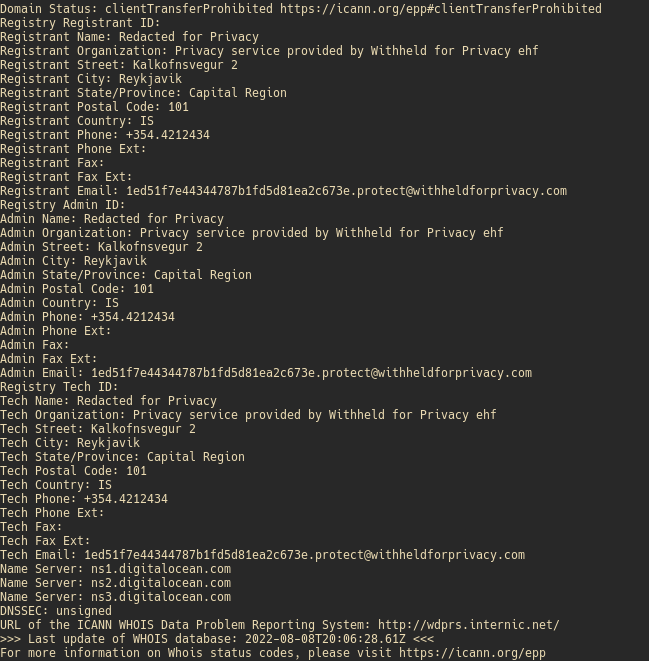 Domain Status: clientTransferProhibited https://icann.org/epp#clientTransferProhibited
Registry Registrant ID:
Registrant Name: Redacted for Privacy
Registrant Organization: Privacy service provided by Withheld for Privacy ehf
Registrant Street: Kalkofnsvegur 2
Registrant City: Reykjavik
Registrant State/Province: Capital Region
Registrant Postal Code: 101
Registrant Country: IS
Registrant Phone: +354.4212434
Registrant Phone Ext:
Registrant Fax:
Registrant Fax Ext:
Registrant Email: 1ed51f7e44344787b1fd5d81ea2c673e.protect@withheldforprivacy.com
Registry Admin ID:
Admin Name: Redacted for Privacy
Admin Organization: Privacy service provided by Withheld for Privacy ehf
Admin Street: Kalkofnsvegur 2
Admin City: Reykjavik
Admin State/Province: Capital Region
Admin Postal Code: 101
Admin Country: IS
Admin Phone: +354.4212434
Admin Phone Ext:
Admin Fax:
Admin Fax Ext:
Admin Email: 1ed51f7e44344787b1fd5d81ea2c673e.protect@withheldforprivacy.com
Registry Tech ID:
Tech Name: Redacted for Privacy
Tech Organization: Privacy service provided by Withheld for Privacy ehf
Tech Street: Kalkofnsvegur 2
Tech City: Reykjavik
Tech State/Province: Capital Region
Tech Postal Code: 101
Tech Country: IS
Tech Phone: +354.4212434
Tech Phone Ext:
Tech Fax:
Tech Fax Ext:
Tech Email: 1ed51f7e44344787b1fd5d81ea2c673e.protect@withheldforprivacy.com
Name Server: ns1.digitalocean.com
Name Server: ns2.digitalocean.com
Name Server: ns3.digitalocean.com
DNSSEC: unsigned
URL of the ICANN WHOIS Data Problem Reporting System: http://wdprs.internic.net/
>>> Last update of WHOIS database: 2022-08-08T20:06:28.61Z <<<
For more information on Whois status codes, please visit https://icann.org/epp